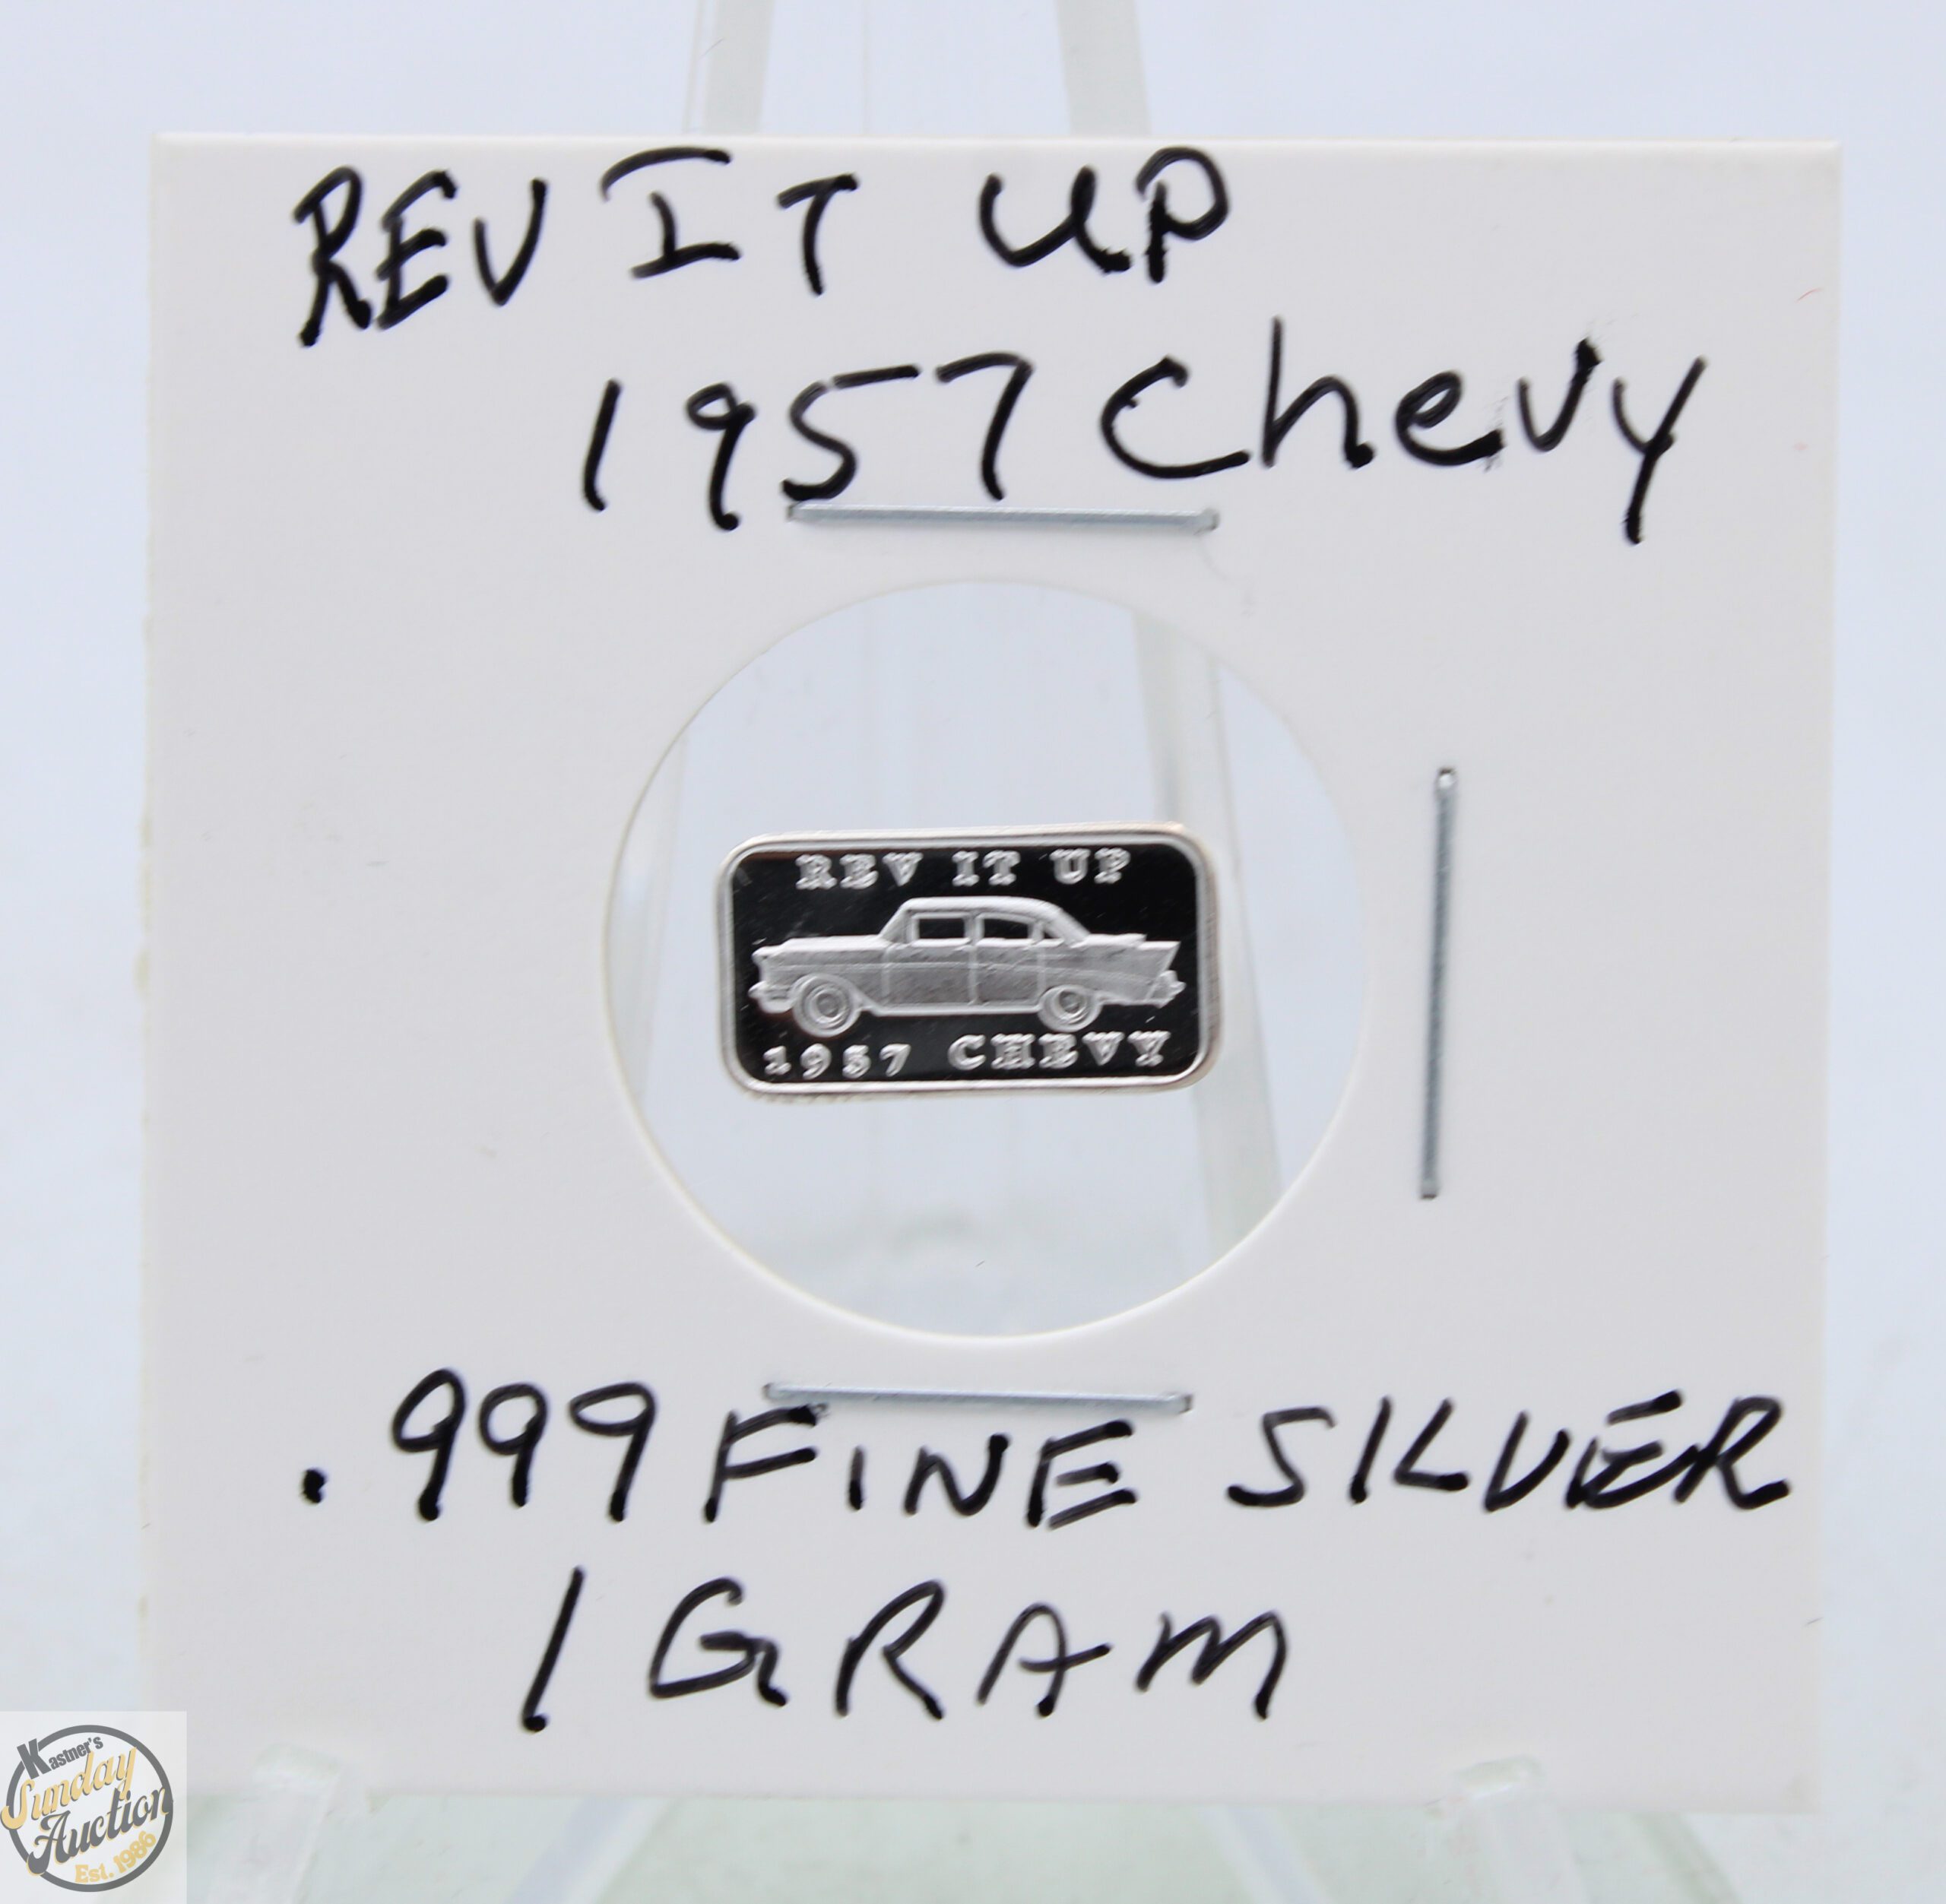 REV IT UP
1957 Chevy
REV IT UP
1957 CHEVY
.999 FINE SILVER
1 GRAM
Kastner's
Sunday
Auction
Est. 1986